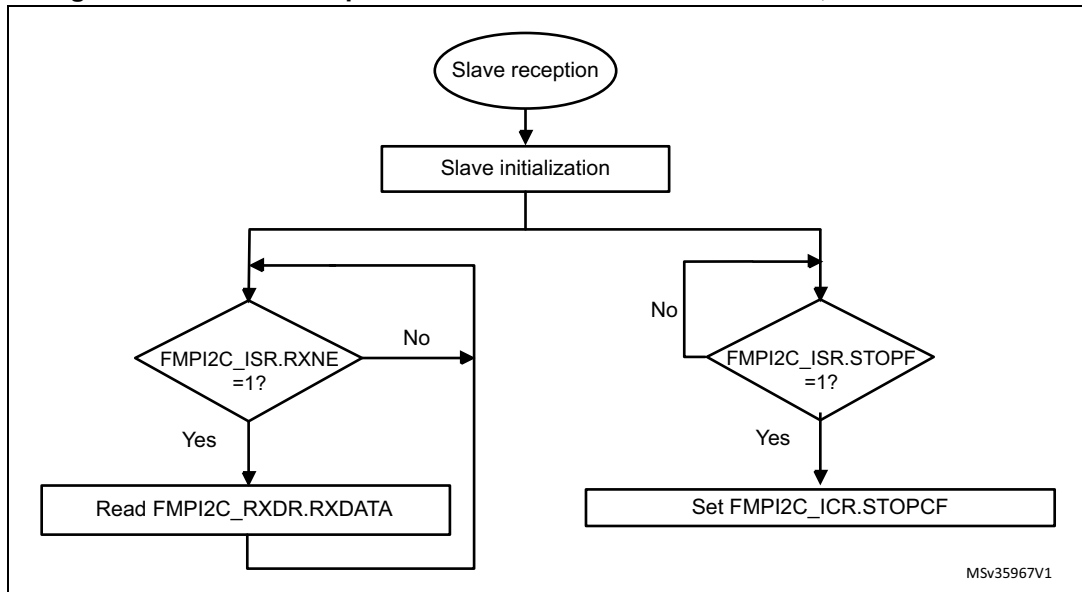 Slave reception
Slave initialization
No
No
FMPI2C_ISR.RXNE
=1?
FMPI2C_ISR.STOPF
=1?
Yes
Yes
Read FMPI2C_RXDR.RXDATA
Set FMPI2C_ICR.STOPCF
MSv35967V1